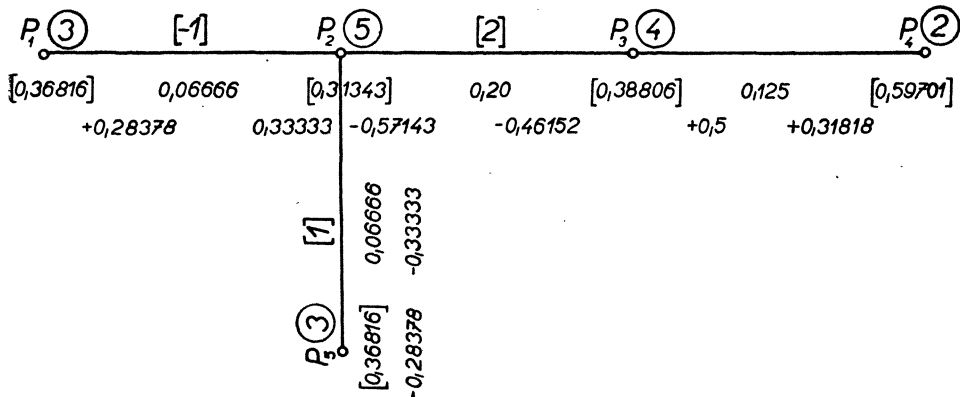 P₁ ③ [-1] P₂ ⑤ [2] P₃ ④ P₄ ②
[0,36816] 0,06666 [0,31343] 0,20 [0,38806] 0,125 [0,59701]
+0,28378 0,33333 -0,57143 -0,46152 +0,5 +0,31818
[1] 0,06666 -0,33333
P₅ ③ [0,36816] -0,28378